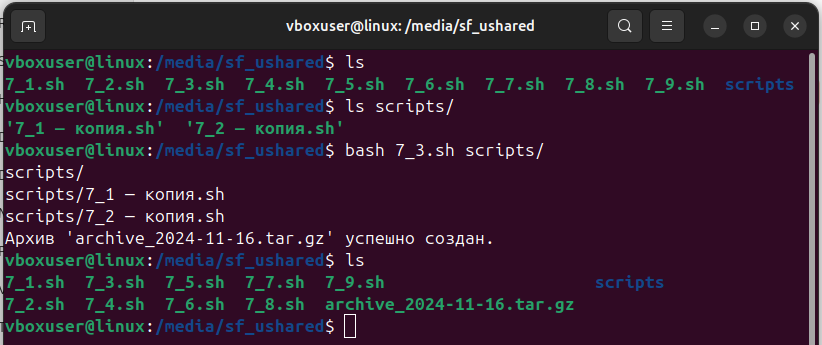 vboxuser@linux: /media/sf_ushared
vboxuser@linux:/media/sf_ushared$ ls
7_1.sh 7_2.sh 7_3.sh 7_4.sh 7_5.sh 7_6.sh 7_7.sh 7_8.sh 7_9.sh scripts
vboxuser@linux:/media/sf_ushared$ ls scripts/
'7_1 — копия.sh' '7_2 — копия.sh'
vboxuser@linux:/media/sf_ushared$ bash 7_3.sh scripts/
scripts/
scripts/7_1 — копия.sh
scripts/7_2 — копия.sh
Архив 'archive_2024-11-16.tar.gz' успешно создан.
vboxuser@linux:/media/sf_ushared$ ls
7_1.sh 7_3.sh 7_5.sh 7_7.sh 7_9.sh scripts
7_2.sh 7_4.sh 7_6.sh 7_8.sh archive_2024-11-16.tar.gz
vboxuser@linux:/media/sf_ushared$